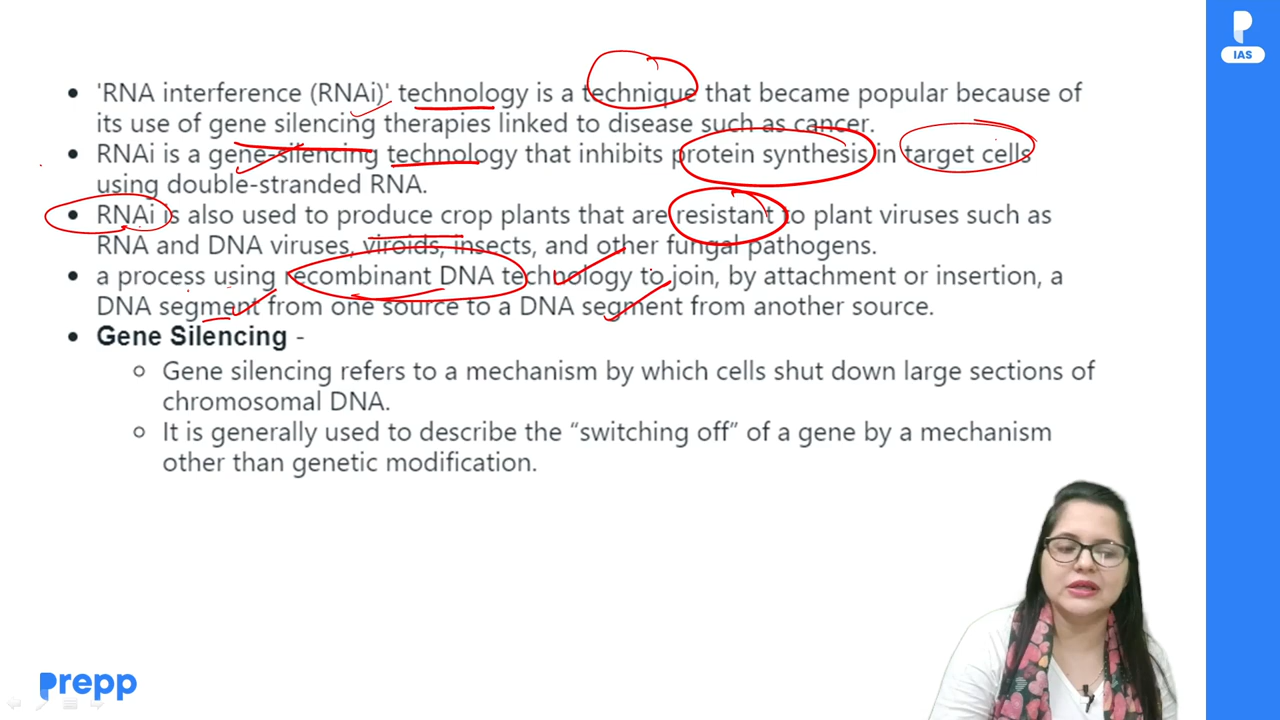 IAS
• 'RNA interference (RNAi)' technology is a technique that became popular because of
its use of gene silencing therapies linked to disease such as cancer.
• RNAi is a gene-silencing technology that inhibits protein synthesis in target cells
using double-stranded RNA.
• RNAi is also used to produce crop plants that are resistant to plant viruses such as
RNA and DNA viruses, viroids, insects, and other fungal pathogens.
• a process using recombinant DNA technology to join, by attachment or insertion, a
DNA segment from one source to a DNA segment from another source.
• Gene Silencing -
○ Gene silencing refers to a mechanism by which cells shut down large sections of
chromosomal DNA.
○ It is generally used to describe the “switching off” of a gene by a mechanism
other than genetic modification.
prepp